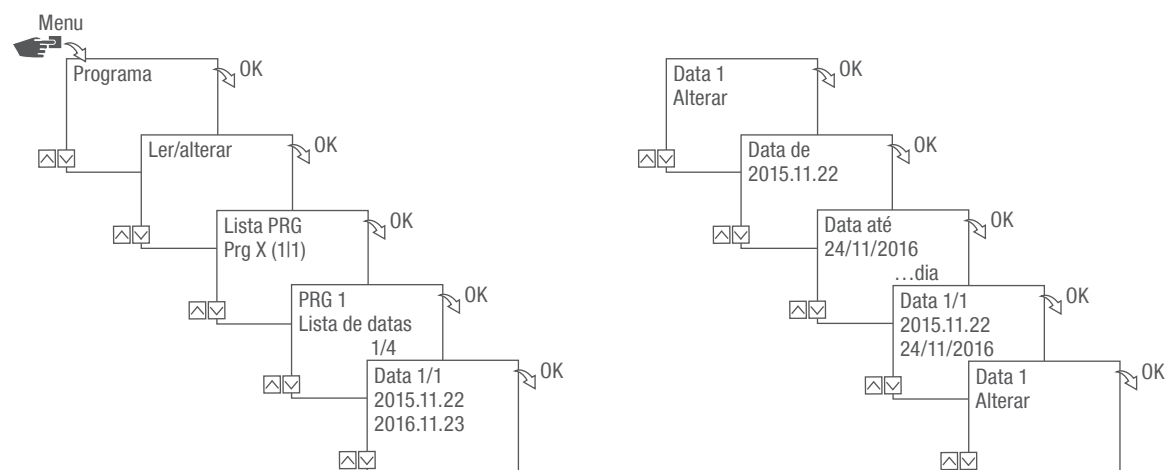 Menu
Programa
OK
Ler/alterar
OK
Lista PRG
Prg X (1|1)
OK
PRG 1
Lista de datas
1/4
OK
Data 1/1
2015.11.22
2016.11.23
OK
Data 1
Alterar
OK
Data de
2015.11.22
OK
Data até
24/11/2016
...dia
OK
Data 1/1
2015.11.22
24/11/2016
OK
Data 1
Alterar
OK